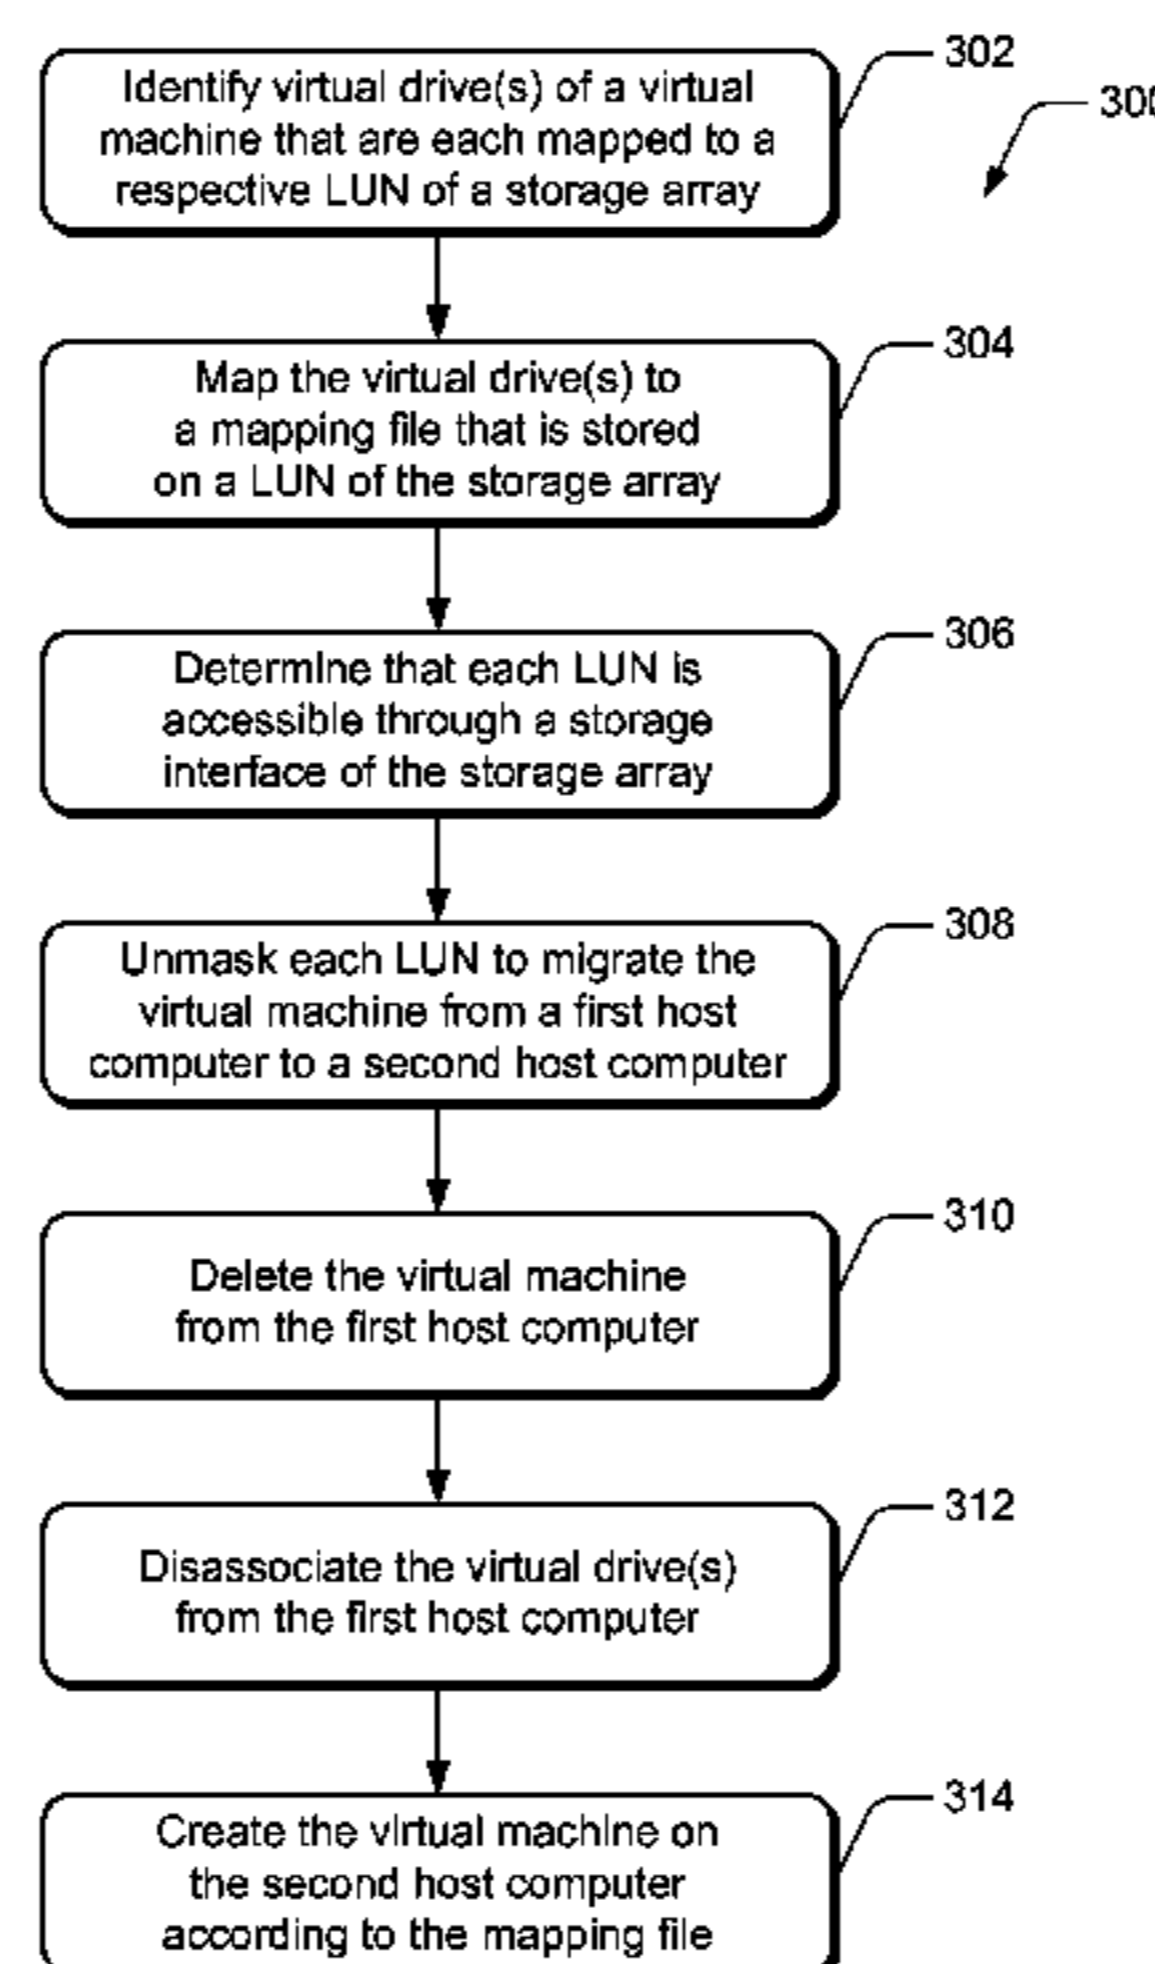 Identify virtual drive(s) of a virtual
machine that are each mapped to a
respective LUN of a storage array
302
300
Map the virtual drive(s) to
a mapping file that is stored
on a LUN of the storage array
304
Determine that each LUN is
accessible through a storage
interface of the storage array
306
Unmask each LUN to migrate the
virtual machine from a first host
computer to a second host computer
308
Delete the virtual machine
from the first host computer
310
Disassociate the virtual drive(s)
from the first host computer
312
Create the virtual machine on
the second host computer
according to the mapping file
314